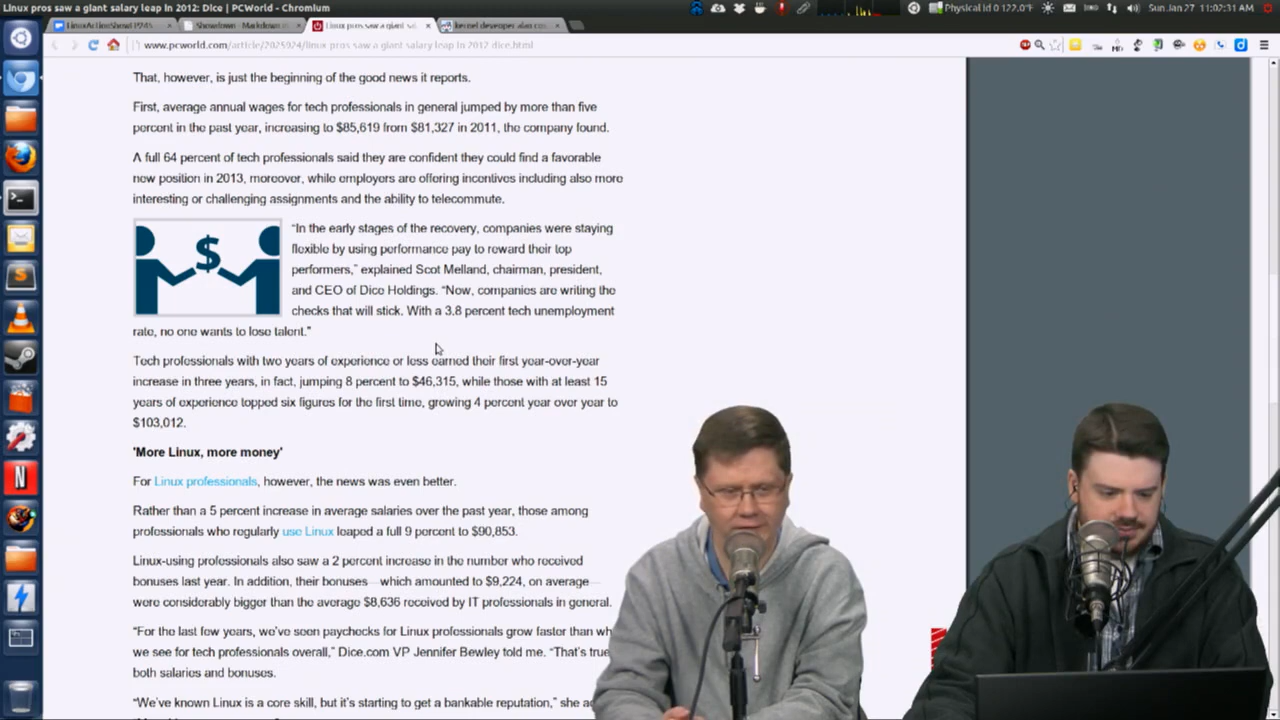 Linux pros saw a giant salary leap in 2012: Dice | PCWorld - Chromium
Physical id 0 122.0°F
Sun Jan 27 11:02:31 AM
LinuxActionShow P245
Showdown Markdown
Linux pros saw a giant sal
kernel developer alan cox
www.pcworld.com/article/2025924/linux pros saw a giant salary leap in 2012 dice.html
That, however, is just the beginning of the good news it reports.
First, average annual wages for tech professionals in general jumped by more than five
percent in the past year, increasing to $85,619 from $81,327 in 2011, the company found.
A full 64 percent of tech professionals said they are confident they could find a favorable
new position in 2013, moreover, while employers are offering incentives including also more
interesting or challenging assignments and the ability to telecommute.
“In the early stages of the recovery, companies were staying
flexible by using performance pay to reward their top
performers,” explained Scot Melland, chairman, president,
and CEO of Dice Holdings. “Now, companies are writing the
checks that will stick. With a 3.8 percent tech unemployment
rate, no one wants to lose talent.”
$
Tech professionals with two years of experience or less earned their first year-over-year
increase in three years, in fact, jumping 8 percent to $46,315, while those with at least 15
years of experience topped six figures for the first time, growing 4 percent year over year to
$103,012.
'More Linux, more money'
For Linux professionals, however, the news was even better.
Rather than a 5 percent increase in average salaries over the past year, those among
professionals who regularly use Linux leaped a full 9 percent to $90,853.
Linux-using professionals also saw a 2 percent increase in the number who received
bonuses last year. In addition, their bonuses—which amounted to $9,224, on average—
were considerably bigger than the average $8,636 received by IT professionals in general.
“For the last few years, we've seen paychecks for Linux professionals grow faster than wh
we see for tech professionals overall,” Dice.com VP Jennifer Bewley told me. “That's true
both salaries and bonuses.
“We've known Linux is a core skill, but it's starting to get a bankable reputation,” she a